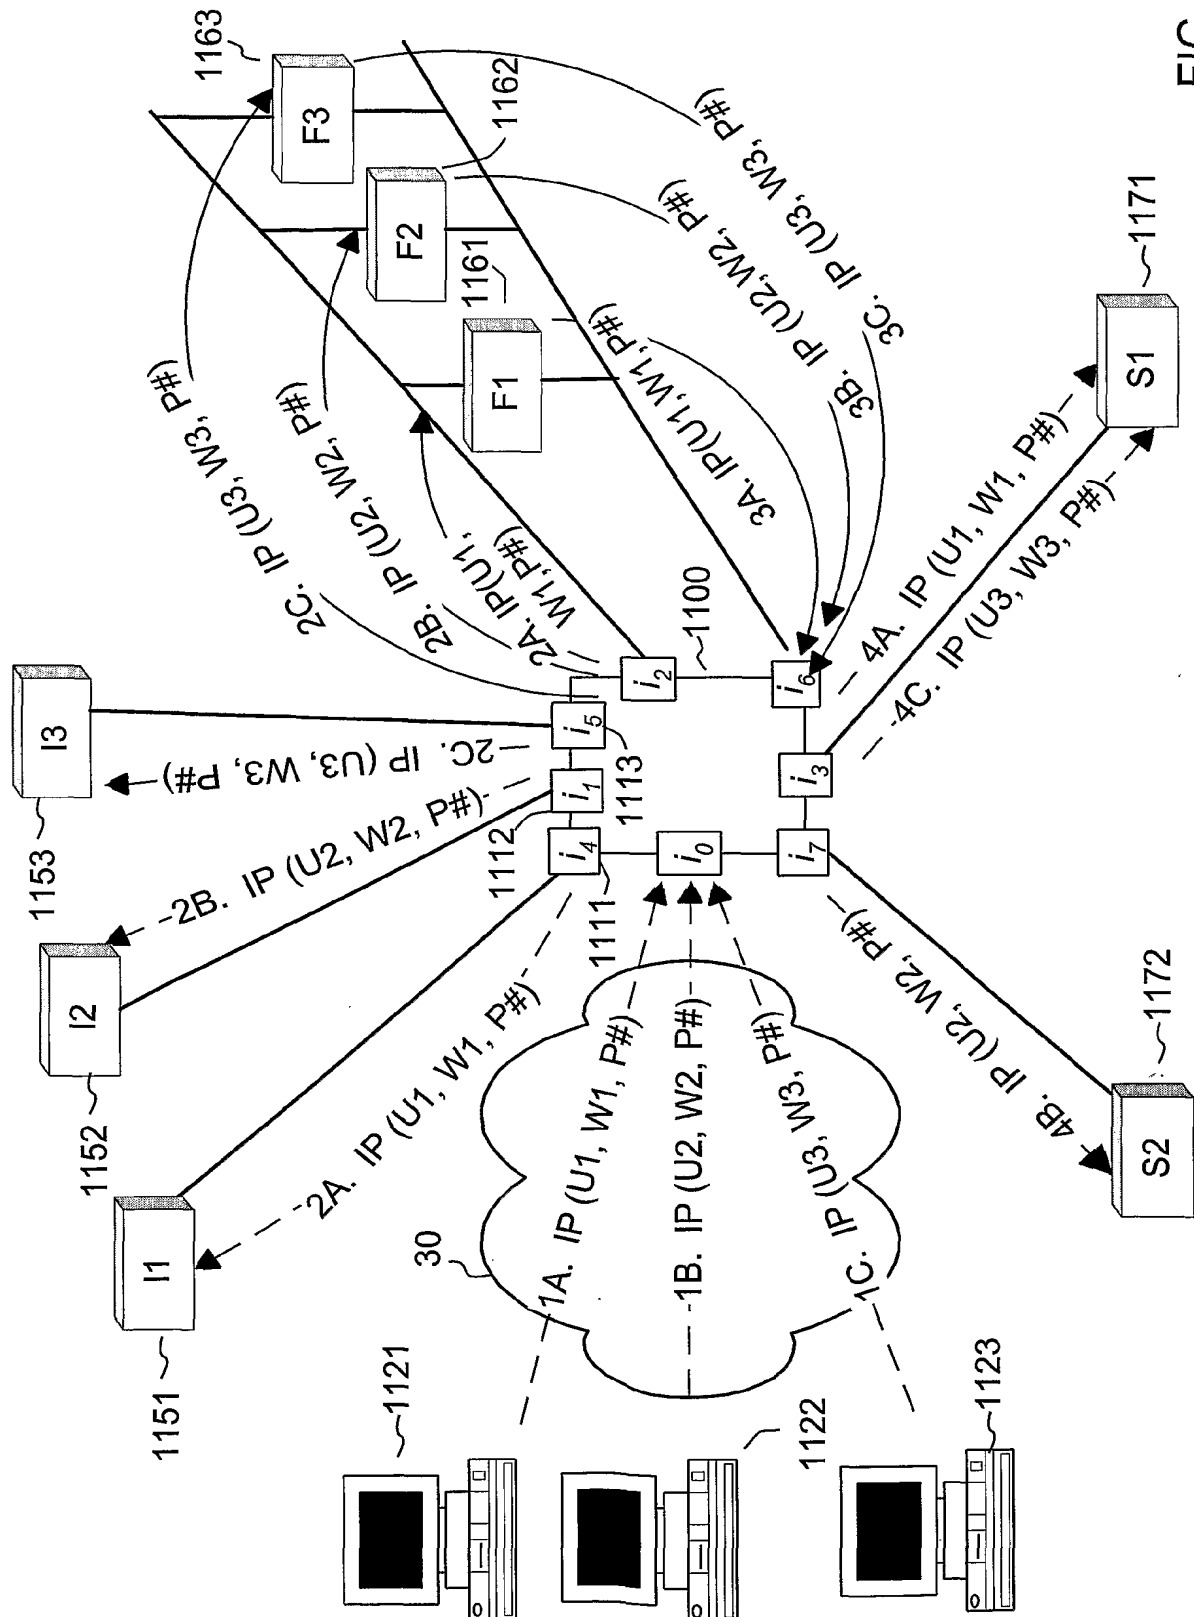 1121
1122
1123
30
1A. IP (U1, W1, P#)
1B. IP (U2, W2, P#)
1C. IP (U3, W3, P#)
1151
I1
1152
I2
1153
I3
2A. IP (U1, W1, P#)
2B. IP (U2, W2, P#)
2C. IP (U3, W3, P#)
1111
1112
1113
i4
i1
i5
i0
i2
i7
i3
i6
1100
2C. IP (U3, W3, P#)
2B. IP (U2, W2, P#)
2A. IP(U1,
W1,P#)
F1
1161
F2
1162
F3
1163
3A. IP(U1,W1,P#)
3B. IP (U2,W2, P#)
3C. IP (U3, W3, P#)
4A. IP (U1, W1, P#)
4C. IP (U3, W3, P#)
4B. IP (U2, W2, P#)
S1
1171
S2
1172
FIG